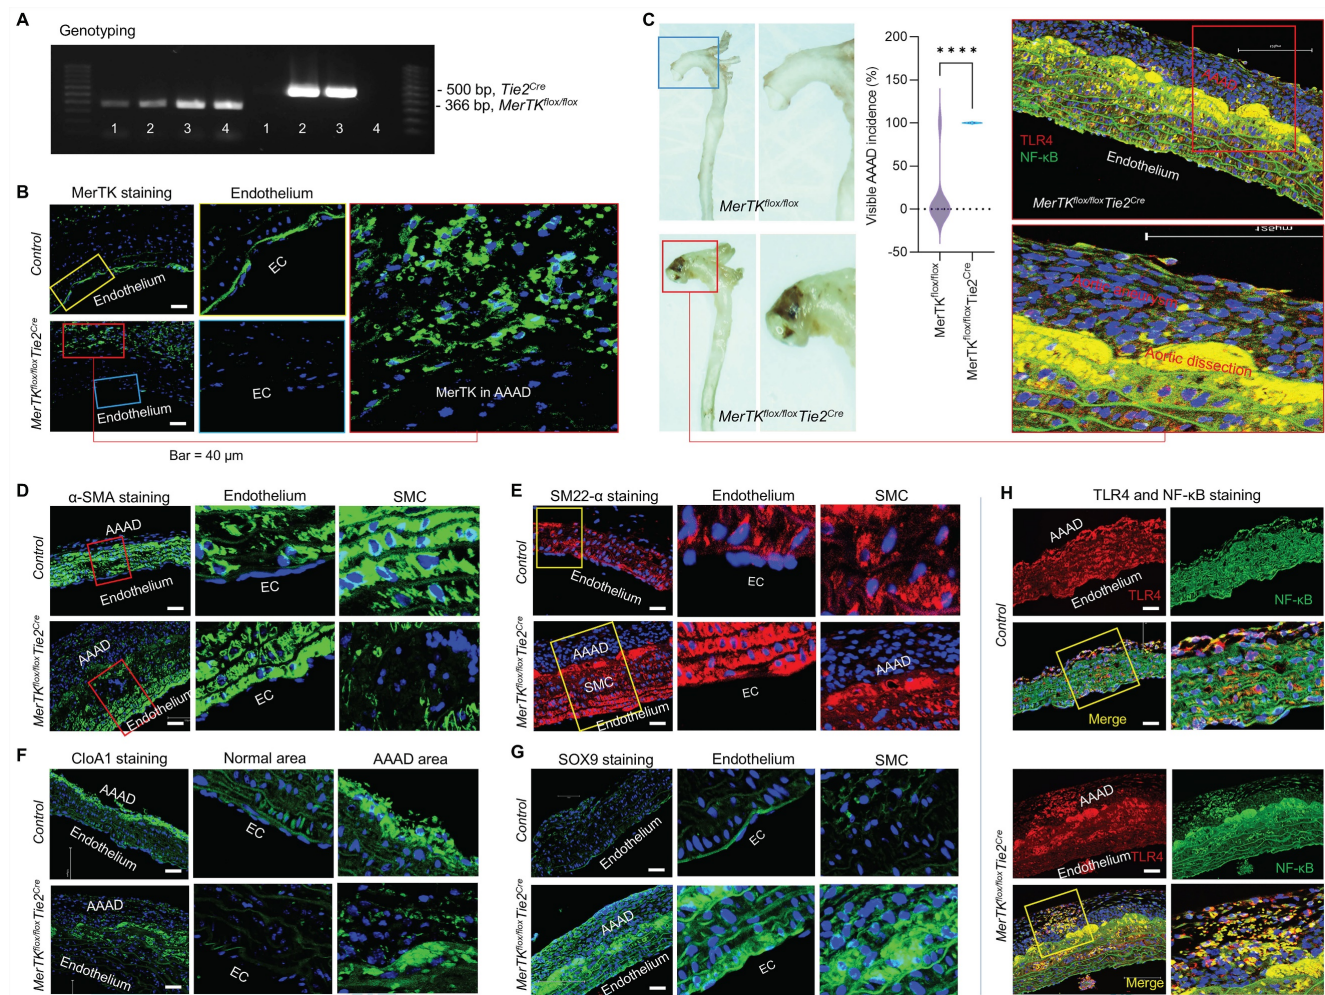 A
Genotyping
- 500 bp, Tie2Cre
- 366 bp, MerTKflox/flox
1 2 3 4 1 2 3 4
B
MerTK staining
Endothelium
Control
Endothelium
EC
MerTKflox/floxTie2Cre
Endothelium
EC
MerTK in AAAD
Bar = 40 μm
C
MerTKflox/flox
MerTKflox/floxTie2Cre
Visible AAAD incidence (%)
200
150
100
50
0
-50
****
MerTKflox/flox
MerTKflox/floxTie2Cre
AAAD
TLR4
NF-κB
Endothelium
MerTKflox/floxTie2Cre
125μm
Aortic aneurysm
Aortic dissection
D
α-SMA staining
Endothelium
SMC
Control
AAAD
Endothelium
EC
MerTKflox/floxTie2Cre
AAAD
Endothelium
EC
E
SM22-α staining
Endothelium
SMC
Control
Endothelium
EC
MerTKflox/floxTie2Cre
AAAD
SMC
Endothelium
EC
AAAD
F
CloA1 staining
Normal area
AAAD area
Control
AAAD
Endothelium
EC
MerTKflox/floxTie2Cre
AAAD
Endothelium
EC
G
SOX9 staining
Endothelium
SMC
Control
Endothelium
EC
MerTKflox/floxTie2Cre
AAAD
Endothelium
EC
H
TLR4 and NF-κB staining
Control
AAAD
Endothelium
TLR4
NF-κB
Merge
MerTKflox/floxTie2Cre
AAAD
Endothelium
TLR4
NF-κB
Merge